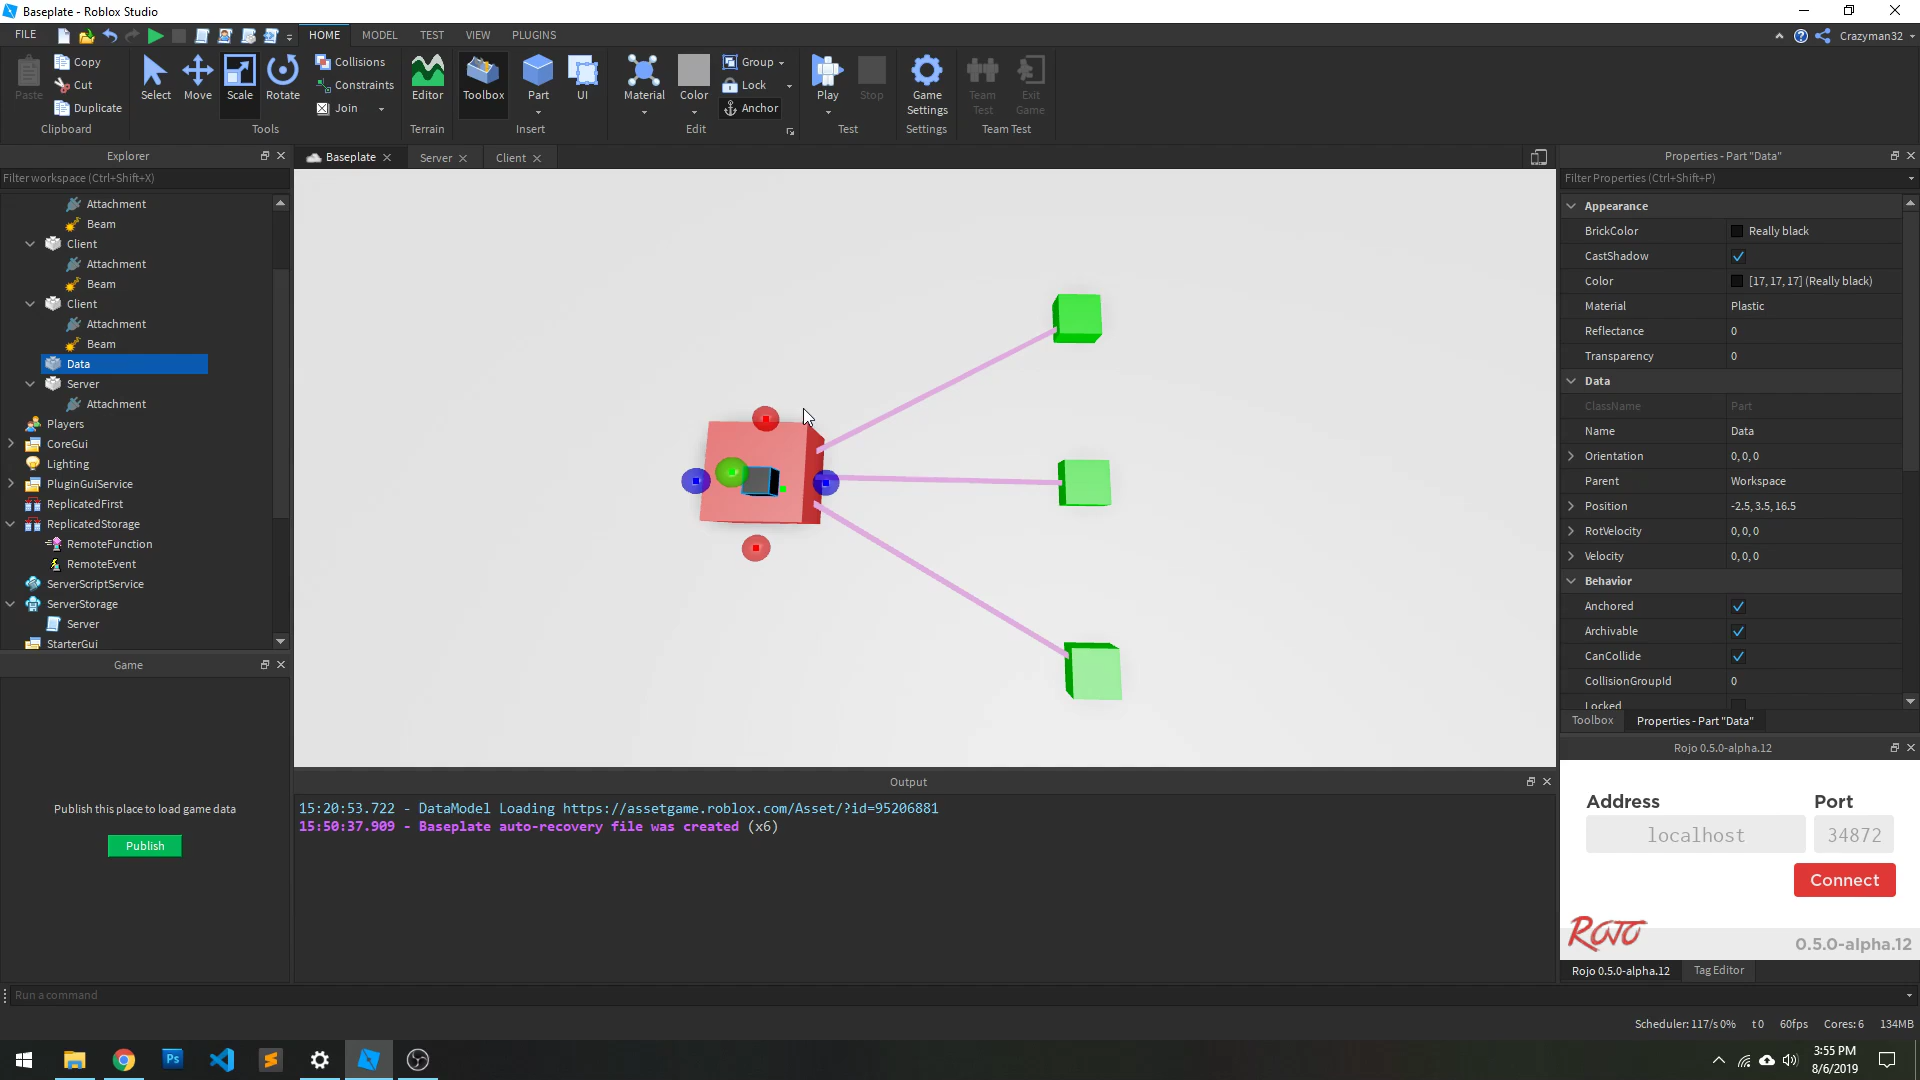 Baseplate - Roblox Studio
FILE
HOME
MODEL
TEST
VIEW
PLUGINS
Crazyman32
Paste
Copy
Cut
Duplicate
Clipboard
Select
Move
Scale
Rotate
Collisions
Constraints
Join
Tools
Editor
Terrain
Toolbox
Part
UI
Insert
Material
Color
Group
Lock
Anchor
Edit
Play
Stop
Test
Game
Settings
Settings
Team
Test
Exit
Game
Team Test
Explorer
Filter workspace (Ctrl+Shift+X)
Attachment
Beam
Client
Attachment
Beam
Client
Attachment
Beam
Data
Server
Attachment
Players
CoreGui
Lighting
PluginGuiService
ReplicatedFirst
ReplicatedStorage
RemoteFunction
RemoteEvent
ServerScriptService
ServerStorage
Server
StarterGui
Game
Publish this place to load game data
Publish
Baseplate
Server
Client
Output
15:20:53.722 - DataModel Loading https://assetgame.roblox.com/Asset/?id=95206881
15:50:37.909 - Baseplate auto-recovery file was created (x6)
Properties - Part "Data"
Filter Properties (Ctrl+Shift+P)
Appearance
BrickColor Really black
CastShadow
Color [17, 17, 17] (Really black)
Material Plastic
Reflectance 0
Transparency 0
Data
ClassName Part
Name Data
Orientation 0, 0, 0
Parent Workspace
Position -2.5, 3.5, 16.5
RotVelocity 0, 0, 0
Velocity 0, 0, 0
Behavior
Anchored
Archivable
CanCollide
CollisionGroupId 0
Locked
Toolbox
Properties - Part "Data"
Rojo 0.5.0-alpha.12
Address Port
localhost 34872
Connect
ROJO
0.5.0-alpha.12
Rojo 0.5.0-alpha.12
Tag Editor
Run a command
Scheduler: 117/s 0% t 0 60fps Cores: 6 134MB
Ps
3:55 PM
8/6/2019